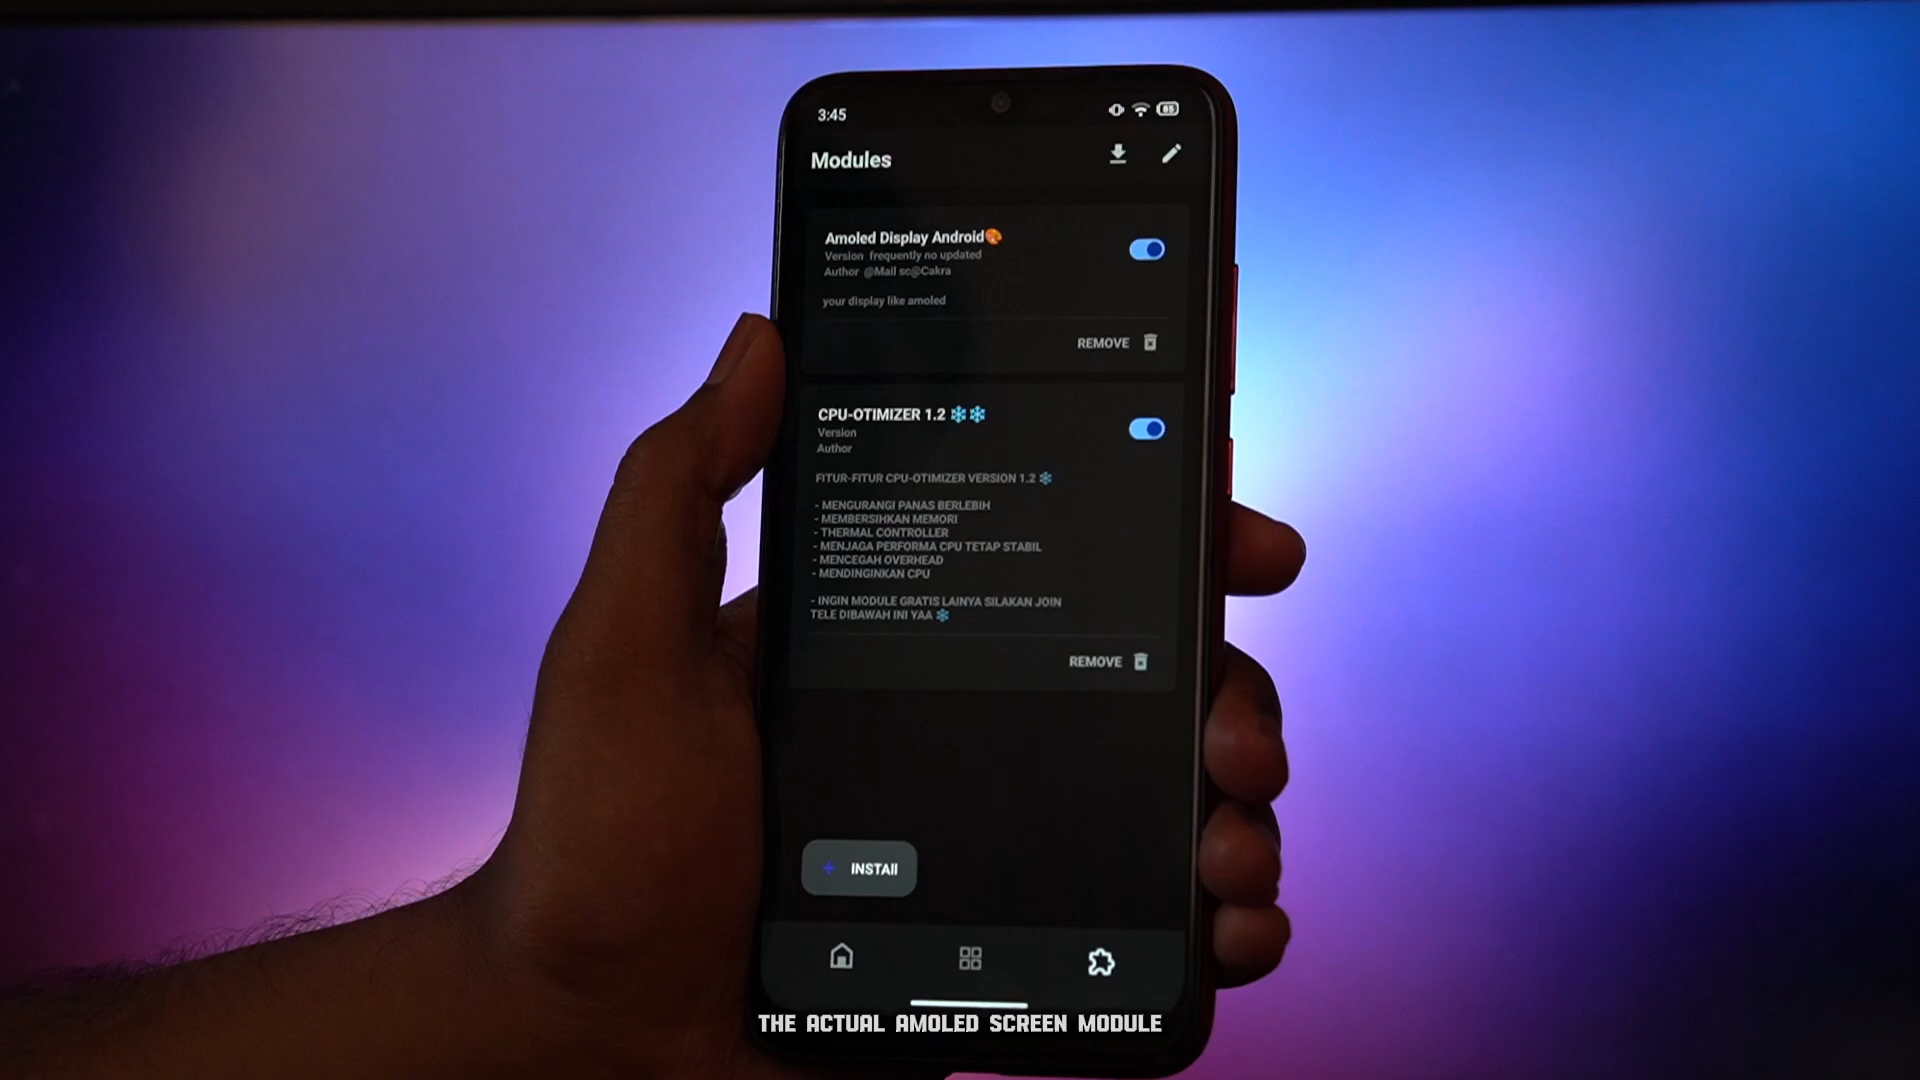 3:45
85
Modules
Amoled Display Android🎨
Version frequently no updated
Author @Mail sc@Cakra
your display like amoled
REMOVE
CPU-OTIMIZER 1.2 ❄️❄️
Version
Author
FITUR-FITUR CPU-OTIMIZER VERSION 1.2 ❄️
- MENGURANGI PANAS BERLEBIH
- MEMBERSIHKAN MEMORI
- THERMAL CONTROLLER
- MENJAGA PERFORMA CPU TETAP STABIL
- MENCEGAH OVERHEAD
- MENDINGINKAN CPU
- INGIN MODULE GRATIS LAINYA SILAKAN JOIN
TELE DIBAWAH INI YAA ❄️
REMOVE
+ INSTAll
THE ACTUAL AMOLED SCREEN MODULE